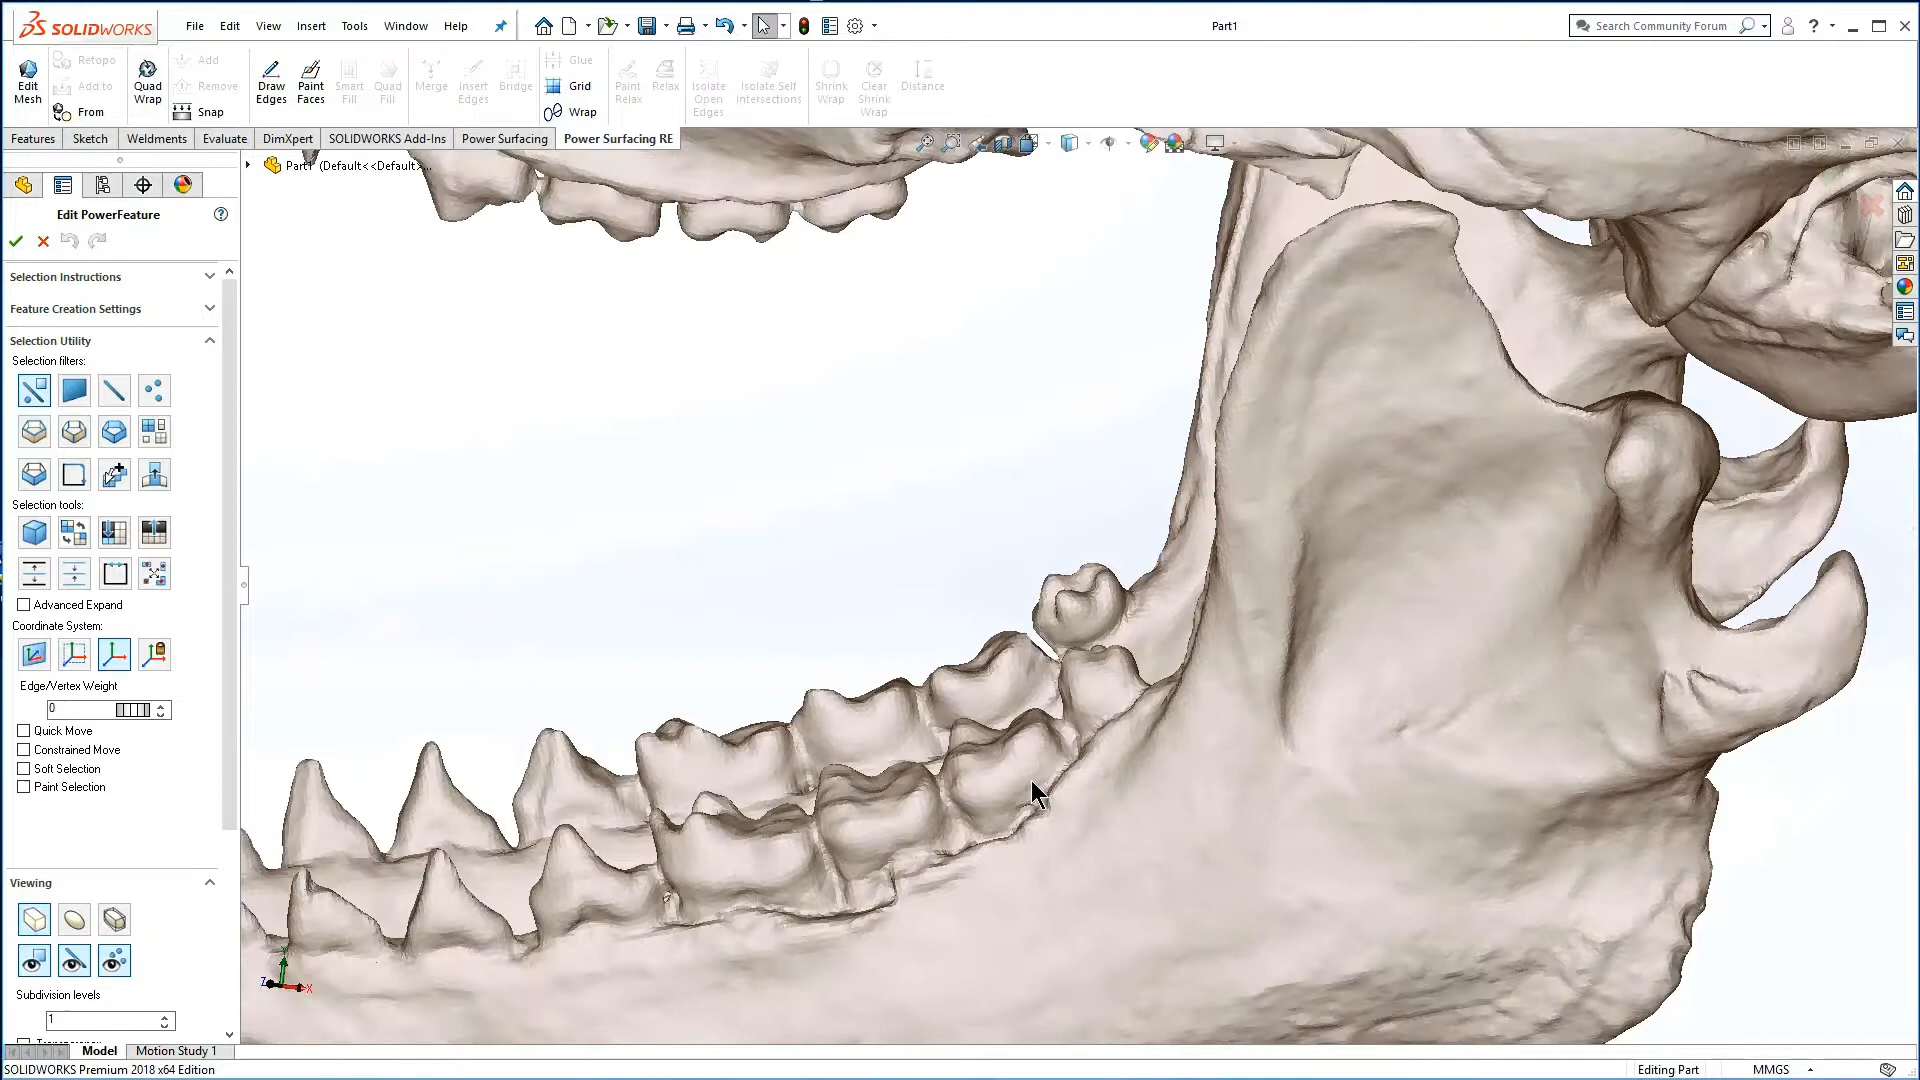 SOLIDWORKS
File Edit View Insert Tools Window Help
Part1
Search Community Forum
?
Edit Mesh
Retopo
Add to
From
Quad Wrap
Add
Remove
Snap
Draw Edges
Paint Faces
Smart Fill
Quad Fill
Merge
Insert Edges
Bridge
Glue
Grid
Wrap
Paint Relax
Relax
Isolate Open Edges
Isolate Self Intersections
Shrink Wrap
Clear Shrink Wrap
Distance
Features Sketch Weldments Evaluate DimXpert SOLIDWORKS Add-Ins Power Surfacing Power Surfacing RE
Part1 (Default<<Default>...
Edit PowerFeature
?
Selection Instructions
Feature Creation Settings
Selection Utility
Selection filters:
Selection tools:
Advanced Expand
Coordinate System:
Edge/Vertex Weight
0
Quick Move
Constrained Move
Soft Selection
Paint Selection
Viewing
Subdivision levels
1
Y
Z X
Model Motion Study 1
SOLIDWORKS Premium 2018 x64 Edition
Editing Part
MMGS